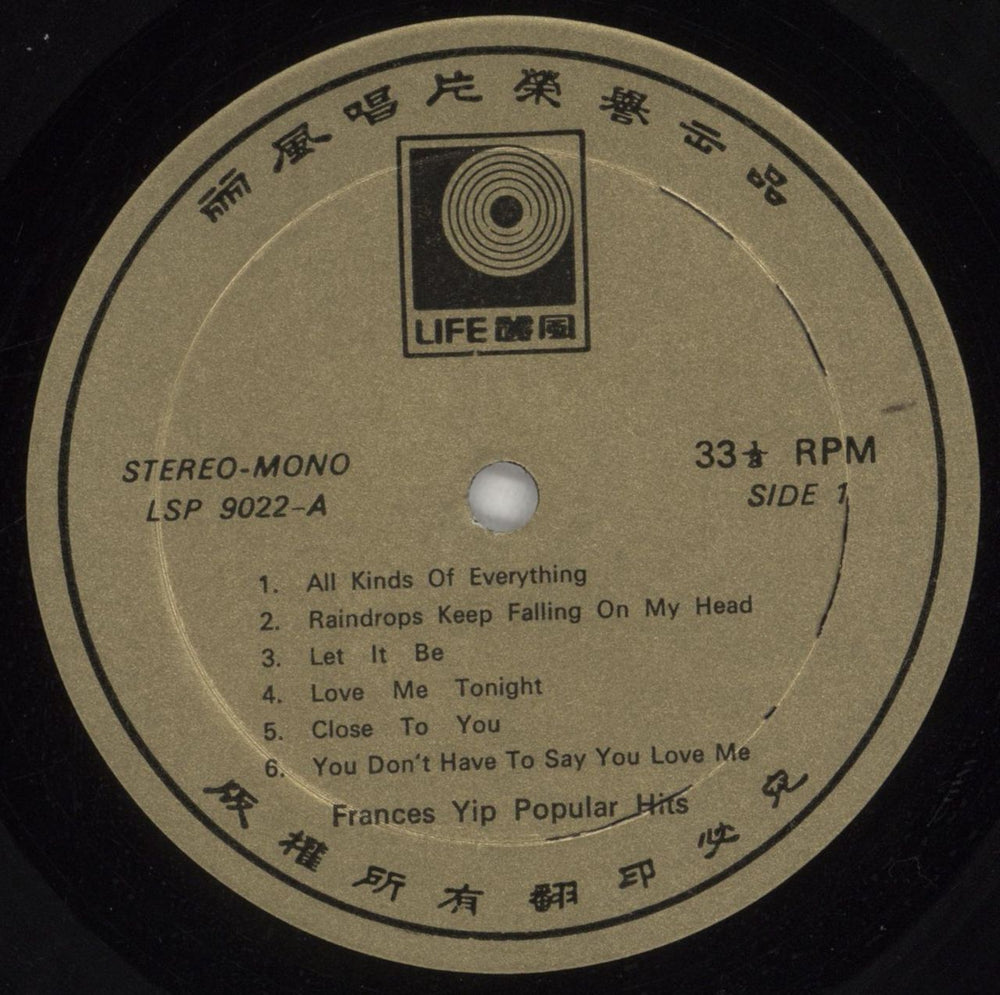 丽風唱片榮譽出品
LIFE 麗風
STEREO-MONO
LSP 9022-A
33⅓ RPM
SIDE 1
1. All Kinds Of Everything
2. Raindrops Keep Falling On My Head
3. Let It Be
4. Love Me Tonight
5. Close To You
6. You Don't Have To Say You Love Me
Frances Yip Popular Hits
版權所有翻印必究